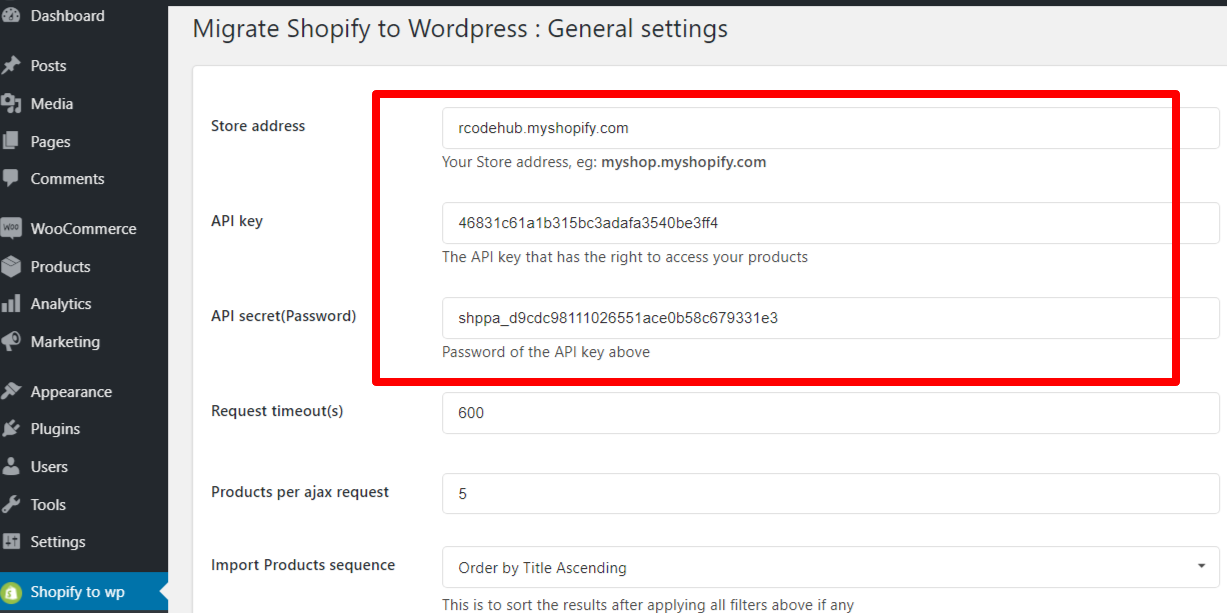 Dashboard
Posts
Media
Pages
Comments
WOO WooCommerce
Products
Analytics
Marketing
Appearance
Plugins
Users
Tools
Settings
Shopify to wp
Migrate Shopify to Wordpress : General settings
Store address
rcodehub.myshopify.com
Your Store address, eg: myshop.myshopify.com
API key
46831c61a1b315bc3adafa3540be3ff4
The API key that has the right to access your products
API secret(Password)
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
Password of the API key above
Request timeout(s)
600
Products per ajax request
5
Import Products sequence
Order by Title Ascending
This is to sort the results after applying all filters above if any